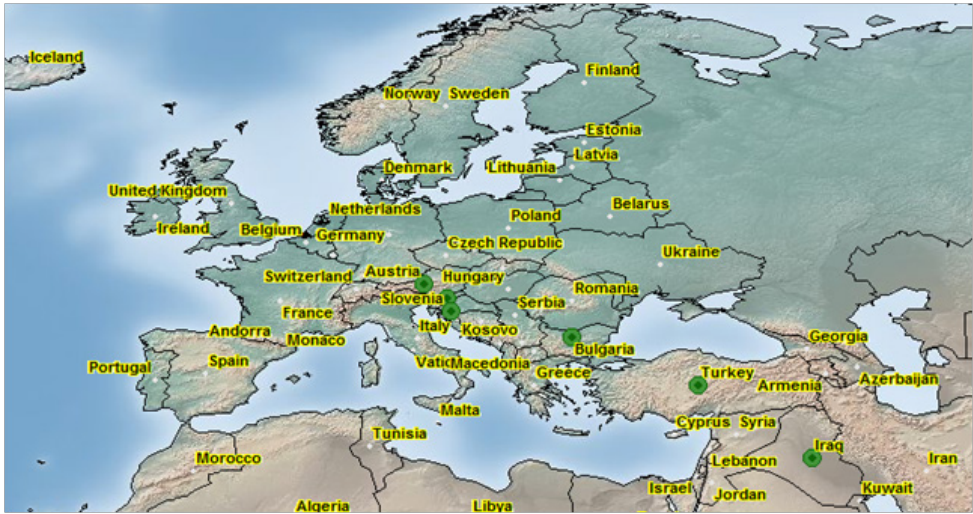 Iceland
Finland
Norway Sweden
Estonia
Latvia
Denmark
Lithuania
United Kingdom
Netherlands
Belarus
Poland
Ireland
Belgium
Germany
Czech Republic
Ukraine
Switzerland
Austria
Hungary
Romania
Slovenia
Serbia
France
Italy
Kosovo
Andorra
Monaco
Georgia
Bulgaria
Portugal
Spain
Vatic
Macedonia
Greece
Turkey
Armenia
Azerbaijan
Malta
Cyprus
Syria
Tunisia
Iraq
Morocco
Lebanon
Iran
Israel
Jordan
Kuwait
Algeria
Libya